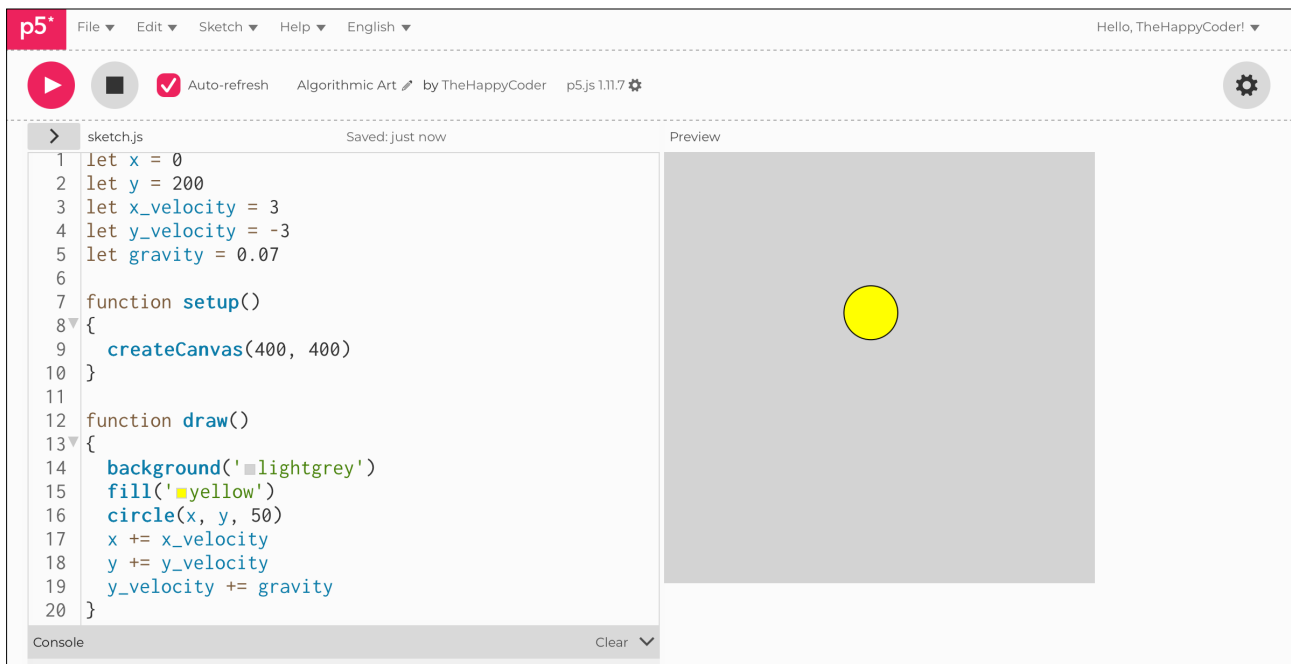 p5* File Edit Sketch Help English Hello, TheHappyCoder!
Auto-refresh Algorithmic Art by TheHappyCoder p5.js 1.11.7
sketch.js Saved: just now Preview
1 let x = 0
2 let y = 200
3 let x_velocity = 3
4 let y_velocity = -3
5 let gravity = 0.07
6
7 function setup()
8 {
9 createCanvas(400, 400)
10 }
11
12 function draw()
13 {
14 background('lightgrey')
15 fill('yellow')
16 circle(x, y, 50)
17 x += x_velocity
18 y += y_velocity
19 y_velocity += gravity
20 }
Console Clear